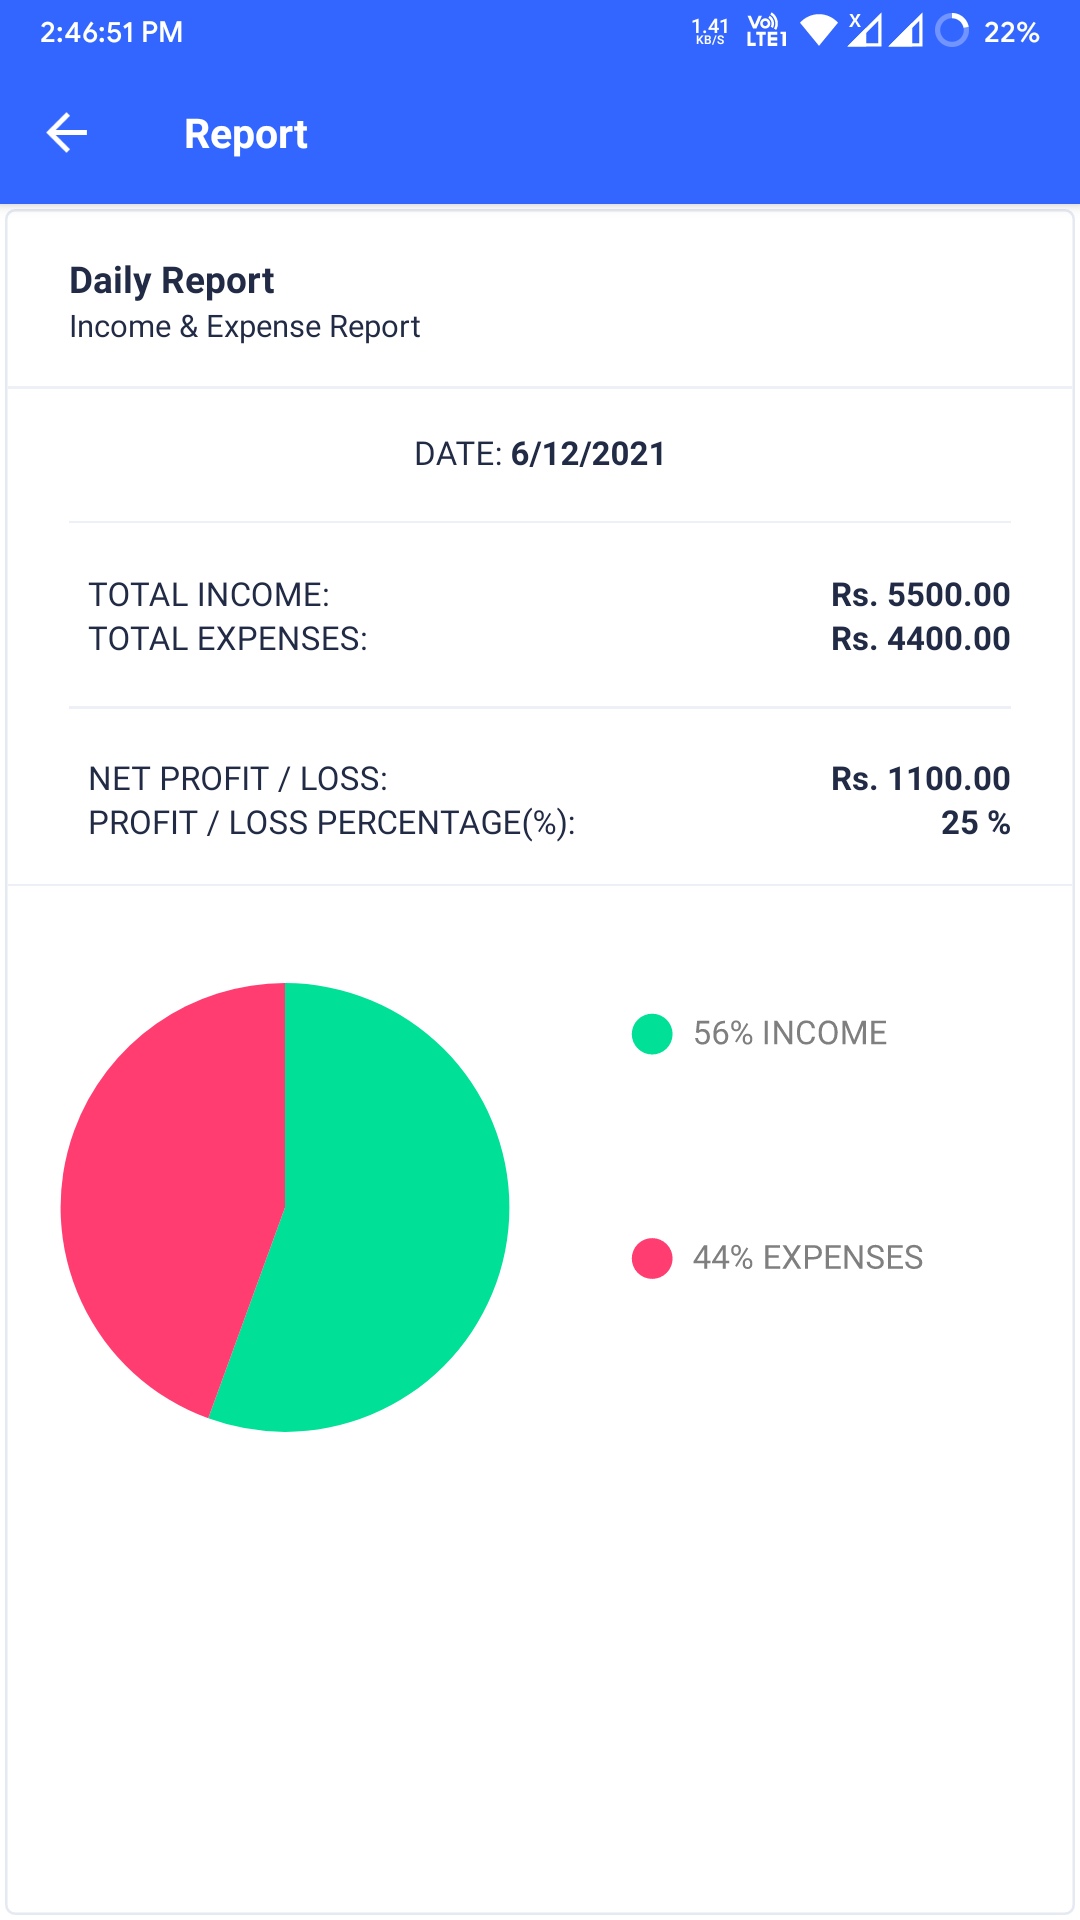 2:46:51 PM 1.41 KB/S Vo)) LTE1 X 22%
Report
Daily Report
Income & Expense Report
DATE: 6/12/2021
TOTAL INCOME: Rs. 5500.00
TOTAL EXPENSES: Rs. 4400.00
NET PROFIT / LOSS: Rs. 1100.00
PROFIT / LOSS PERCENTAGE(%): 25 %
56% INCOME
44% EXPENSES